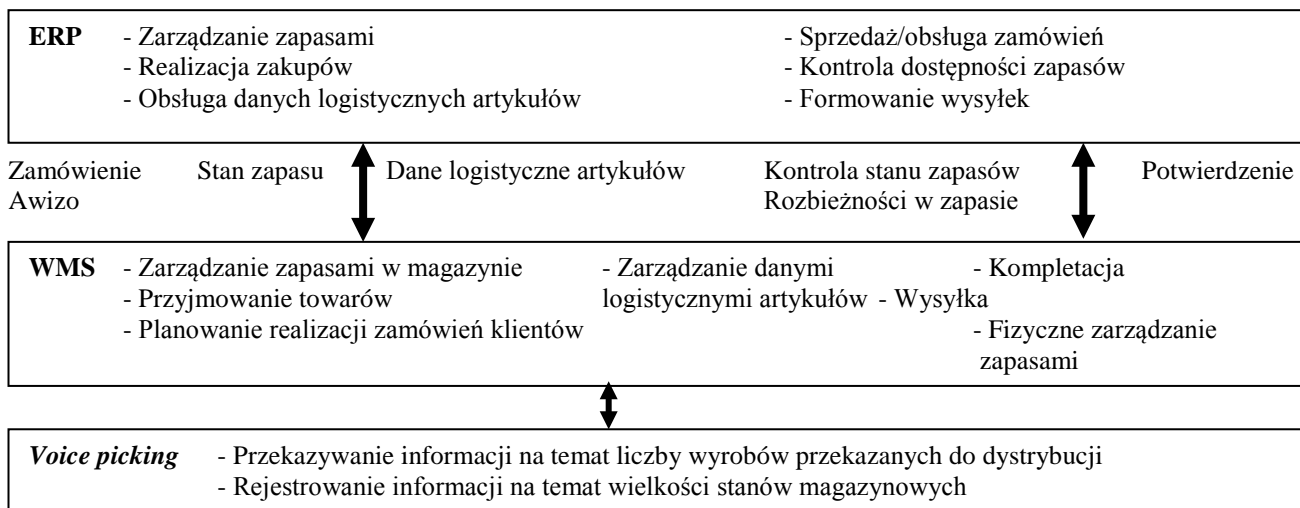 ERP - Zarządzanie zapasami - Sprzedaż/obsługa zamówień
- Realizacja zakupów - Kontrola dostępności zapasów
- Obsługa danych logistycznych artykułów - Formowanie wysyłek
Zamówienie Stan zapasu Dane logistyczne artykułów Kontrola stanu zapasów Potwierdzenie
Awizo Rozbieżności w zapasie
WMS - Zarządzanie zapasami w magazynie - Zarządzanie danymi - Kompletacja
- Przyjmowanie towarów logistycznymi artykułów - Wysyłka
- Planowanie realizacji zamówień klientów - Fizyczne zarządzanie
zapasami
Voice picking - Przekazywanie informacji na temat liczby wyrobów przekazanych do dystrybucji
- Rejestrowanie informacji na temat wielkości stanów magazynowych